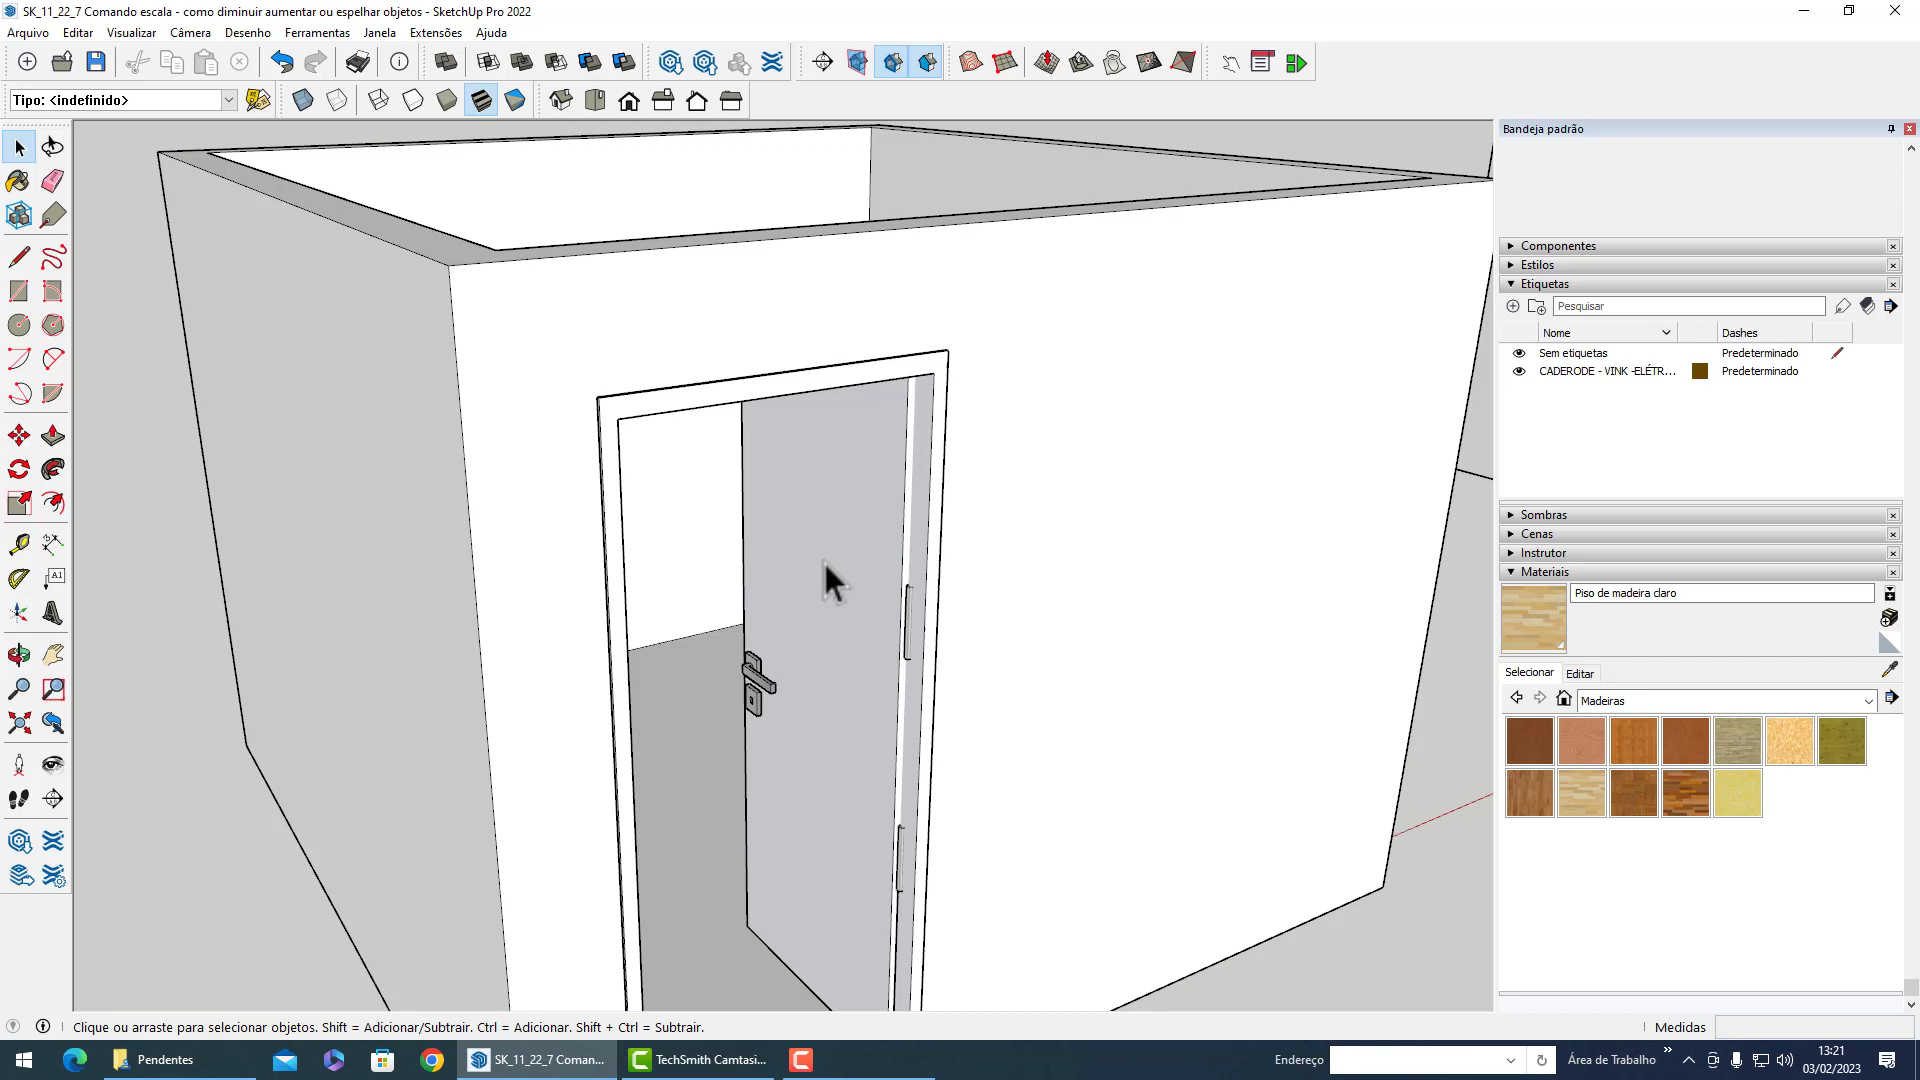 SK_11_22_7 Comando escala - como diminuir aumentar ou espelhar objetos - SketchUp Pro 2022
Arquivo Editar Visualizar Câmera Desenho Ferramentas Janela Extensões Ajuda
Tipo: <indefinido>
Bandeja padrão
Componentes
Estilos
Etiquetas
Pesquisar
Nome Dashes
Sem etiquetas Predeterminado
CADERODE - VINK -ELÉTR... Predeterminado
Sombras
Cenas
Instrutor
Materiais
Piso de madeira claro
Selecionar Editar
Madeiras
A1
Clique ou arraste para selecionar objetos. Shift = Adicionar/Subtrair. Ctrl = Adicionar. Shift + Ctrl = Subtrair.
Medidas
Pendentes
SK_11_22_7 Coman...
TechSmith Camtasi...
Endereço
Área de Trabalho
13:21
03/02/2023